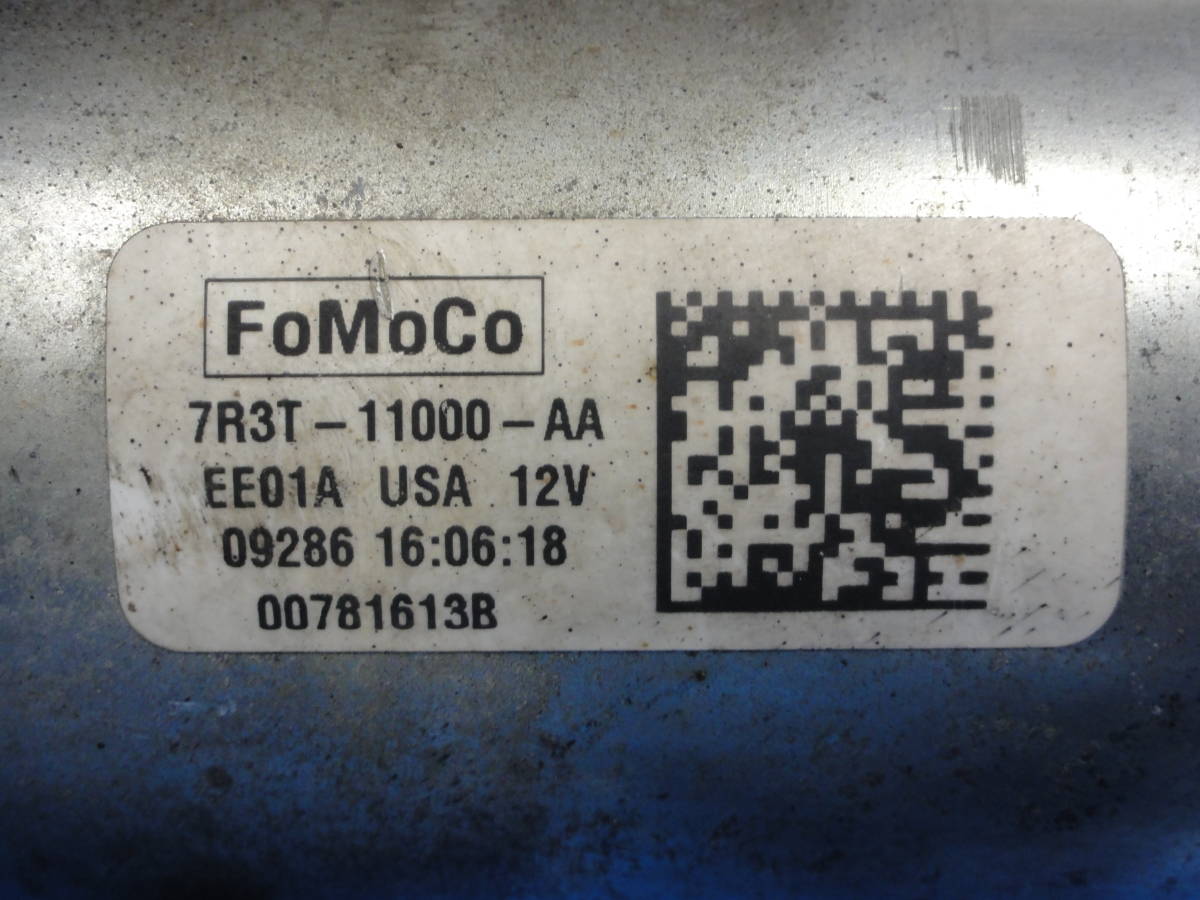 FoMoCo
7R3T-11000-AA
EE01A USA 12V
09286 16:06:18
00781613B